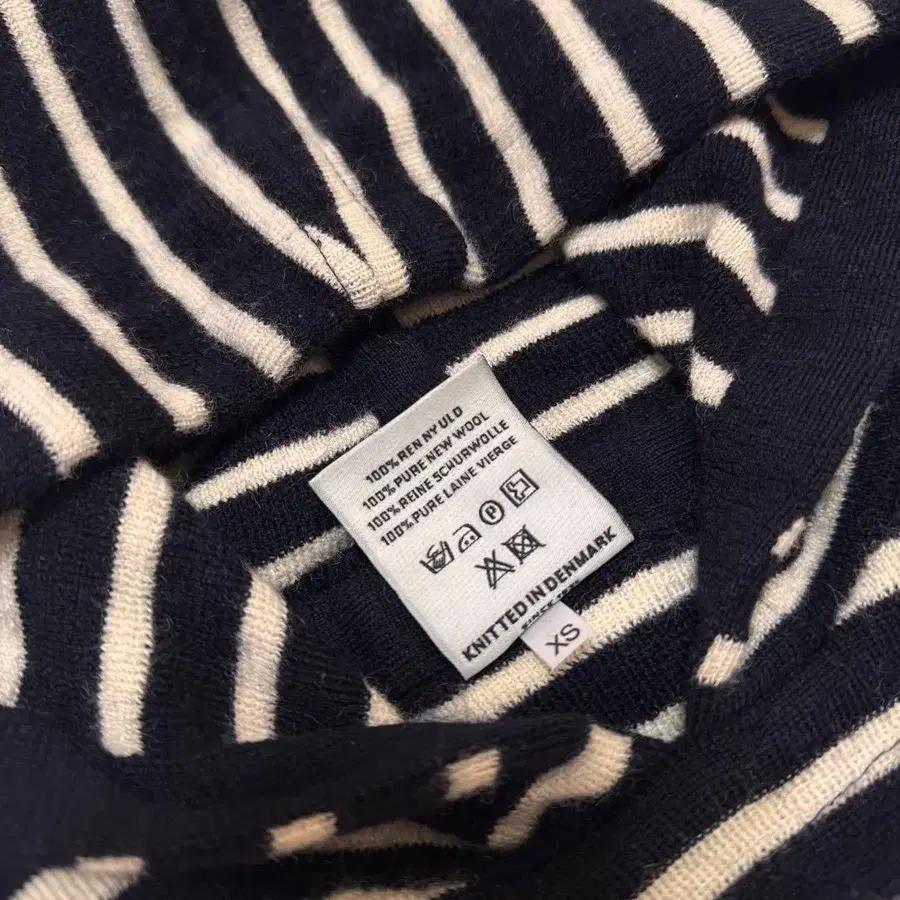 100% REN NY ULD
100% PURE NEW WOOL
100% REINE SCHURWOLLE
100% PURE LAINE VIERGE
P
KNITTED IN DENMARK
SINCE
XS